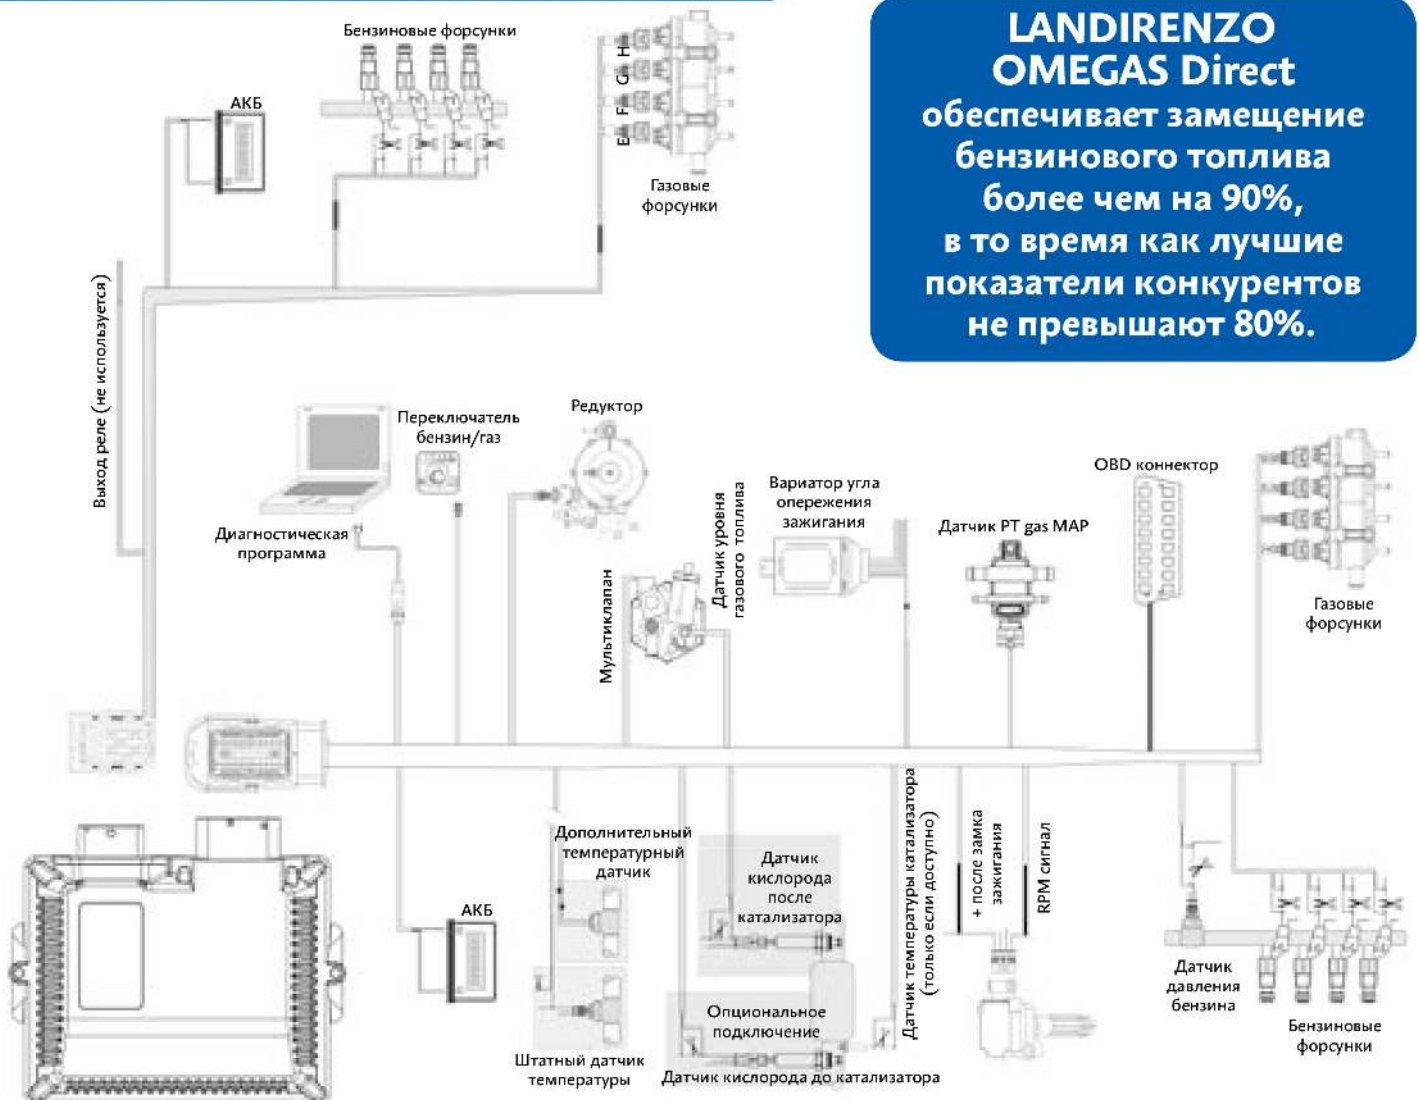 LANDIRENZO
OMEGAS Direct
обеспечивает замещение
бензинового топлива
более чем на 90%,
в то время как лучшие
показатели конкурентов
не превышают 80%.
Бензиновые форсунки
АКБ
H
G
F
E
Газовые
форсунки
Выход реле (не используется)
Диагностическая
программа
Переключатель
бензин/газ
Редуктор
Мультиклапан
Датчик уровня
газового топлива
Вариатор угла
опережения
зажигания
Датчик PT gas MAP
OBD коннектор
Газовые
форсунки
АКБ
Дополнительный
температурный
датчик
Штатный датчик
температуры
Датчик
кислорода
после
катализатора
Опциональное
подключение
Датчик кислорода до катализатора
Датчик температуры катализатора
(только если доступно)
+ после замка
зажигания
RPM сигнал
Датчик
давления
бензина
Бензиновые
форсунки